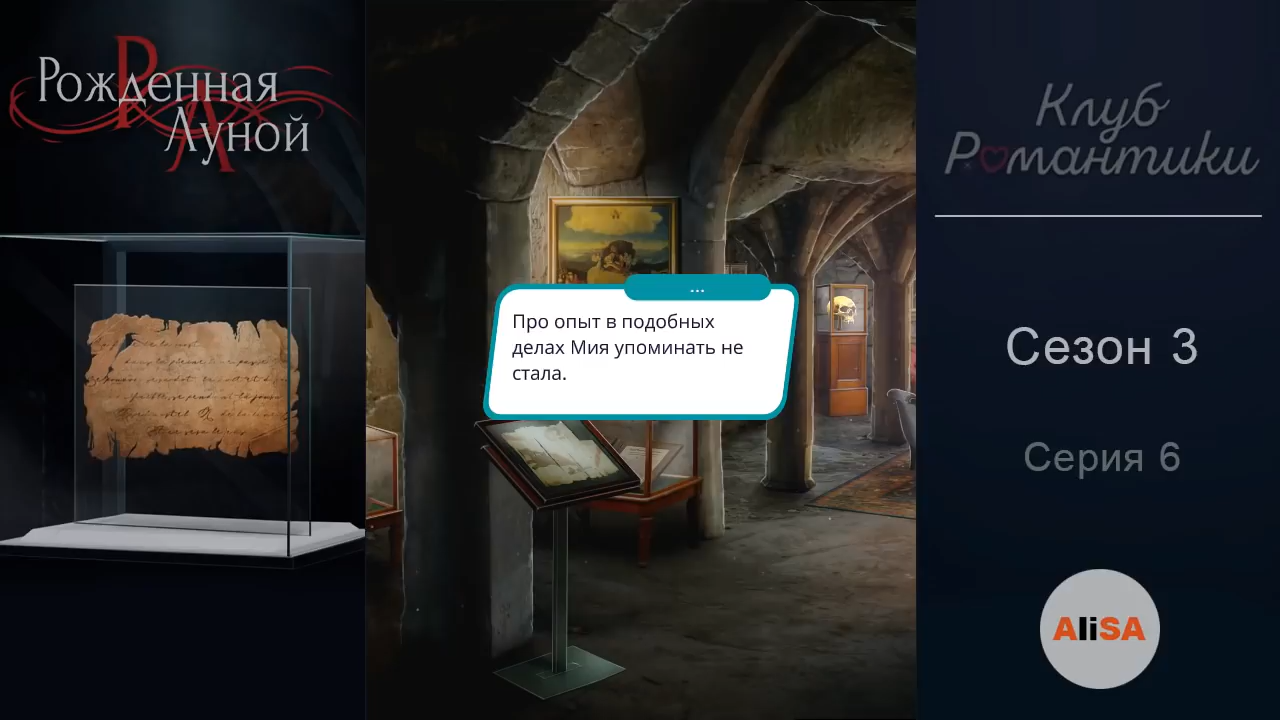 Рожденная
Луной
Клуб
Романтики
...
Про опыт в подобных
делах Мия упоминать не
стала.
Сезон 3
Серия 6
AliSA